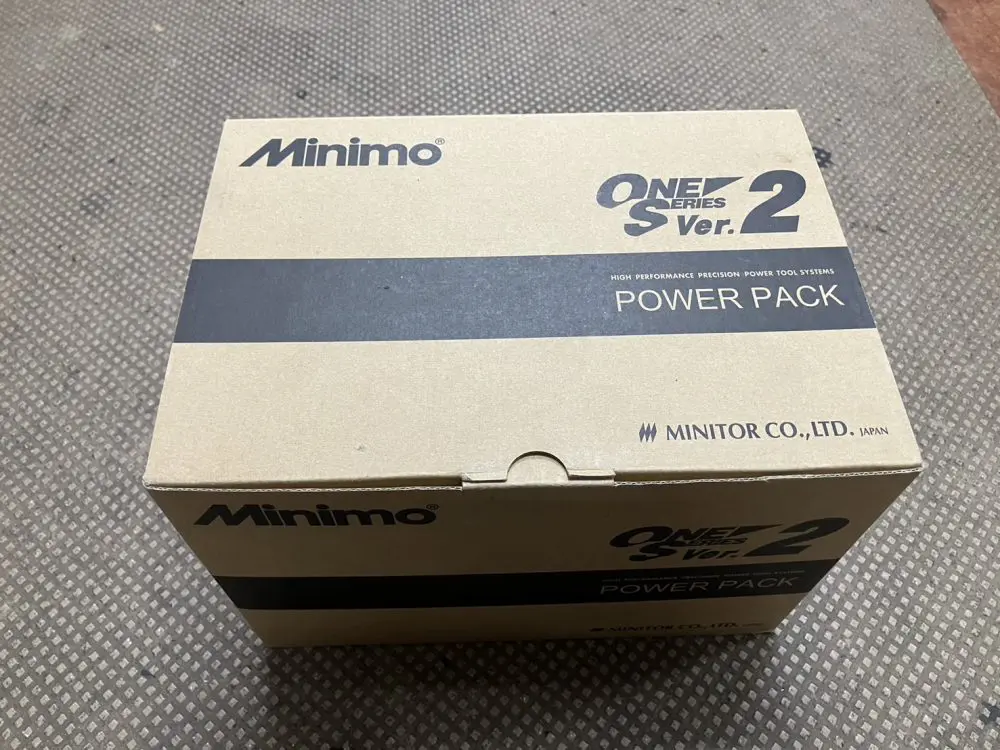 Minimo®
ONE SERIES Ver. 2
HIGH PERFORMANCE PRECISION POWER TOOL SYSTEMS
POWER PACK
MINITOR CO.,LTD. JAPAN
Minimo®
ONE SERIES Ver. 2
POWER PACK
MINITOR CO.,LTD.